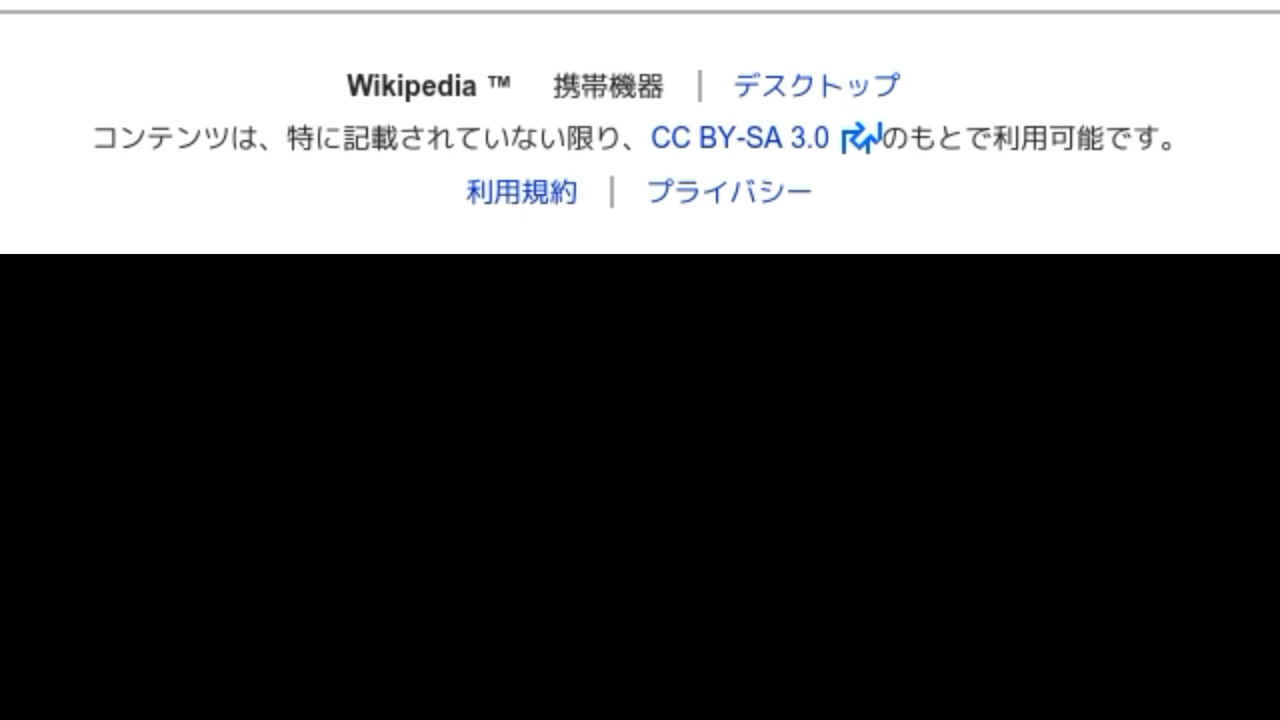 Wikipedia ™ 携帯機器 | デスクトップ
コンテンツは、特に記載されていない限り、CC BY-SA 3.0 のもとで利用可能です。
利用規約 | プライバシー